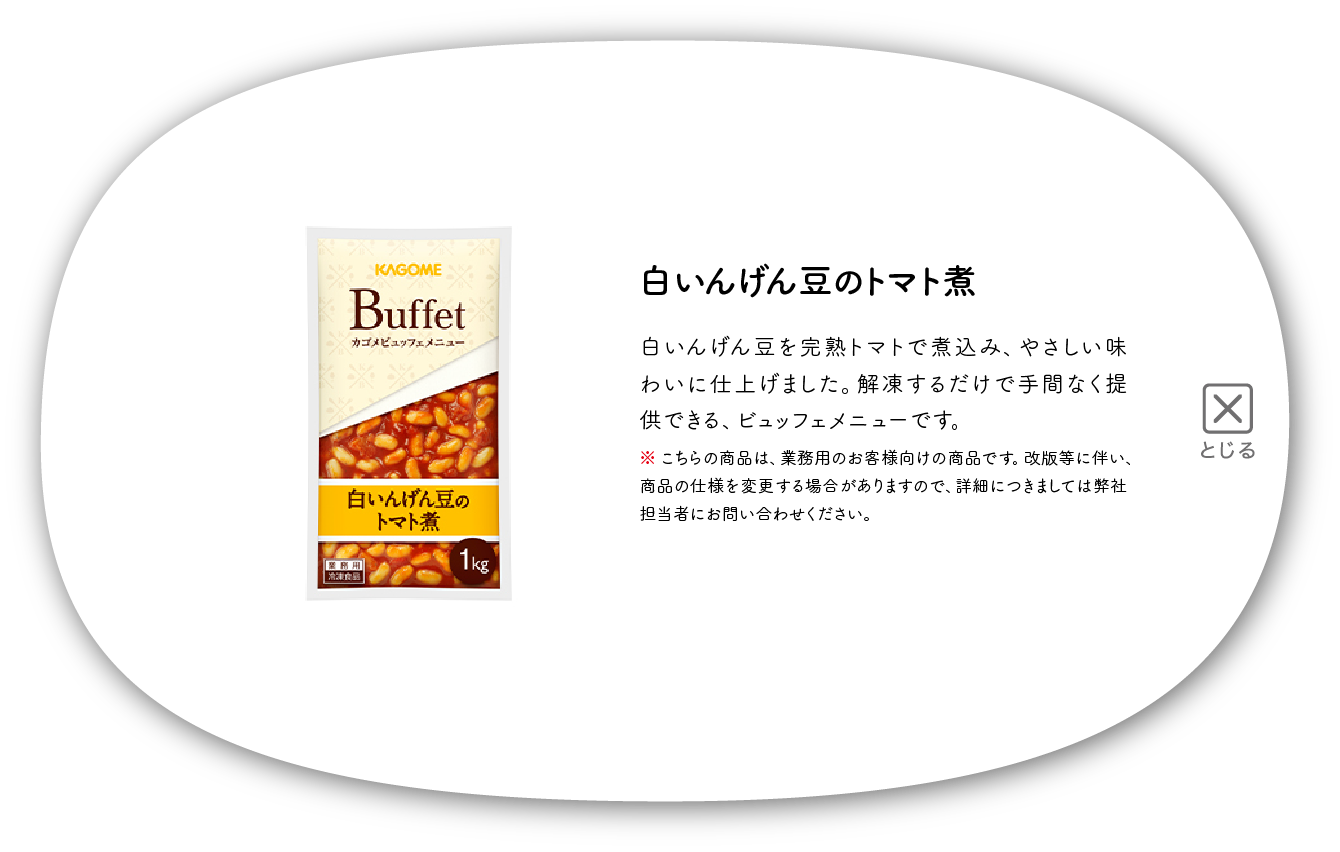 KAGOME
Buffet
カゴメビュッフェメニュー
白いんげん豆の
トマト煮
業務用
冷凍食品
1kg
白いんげん豆のトマト煮
白いんげん豆を完熟トマトで煮込み、やさしい味
わいに仕上げました。解凍するだけで手間なく提
供できる、ビュッフェメニューです。
※ こちらの商品は、業務用のお客様向けの商品です。改版等に伴い、
商品の仕様を変更する場合がありますので、詳細につきましては弊社
担当者にお問い合わせください。
とじる